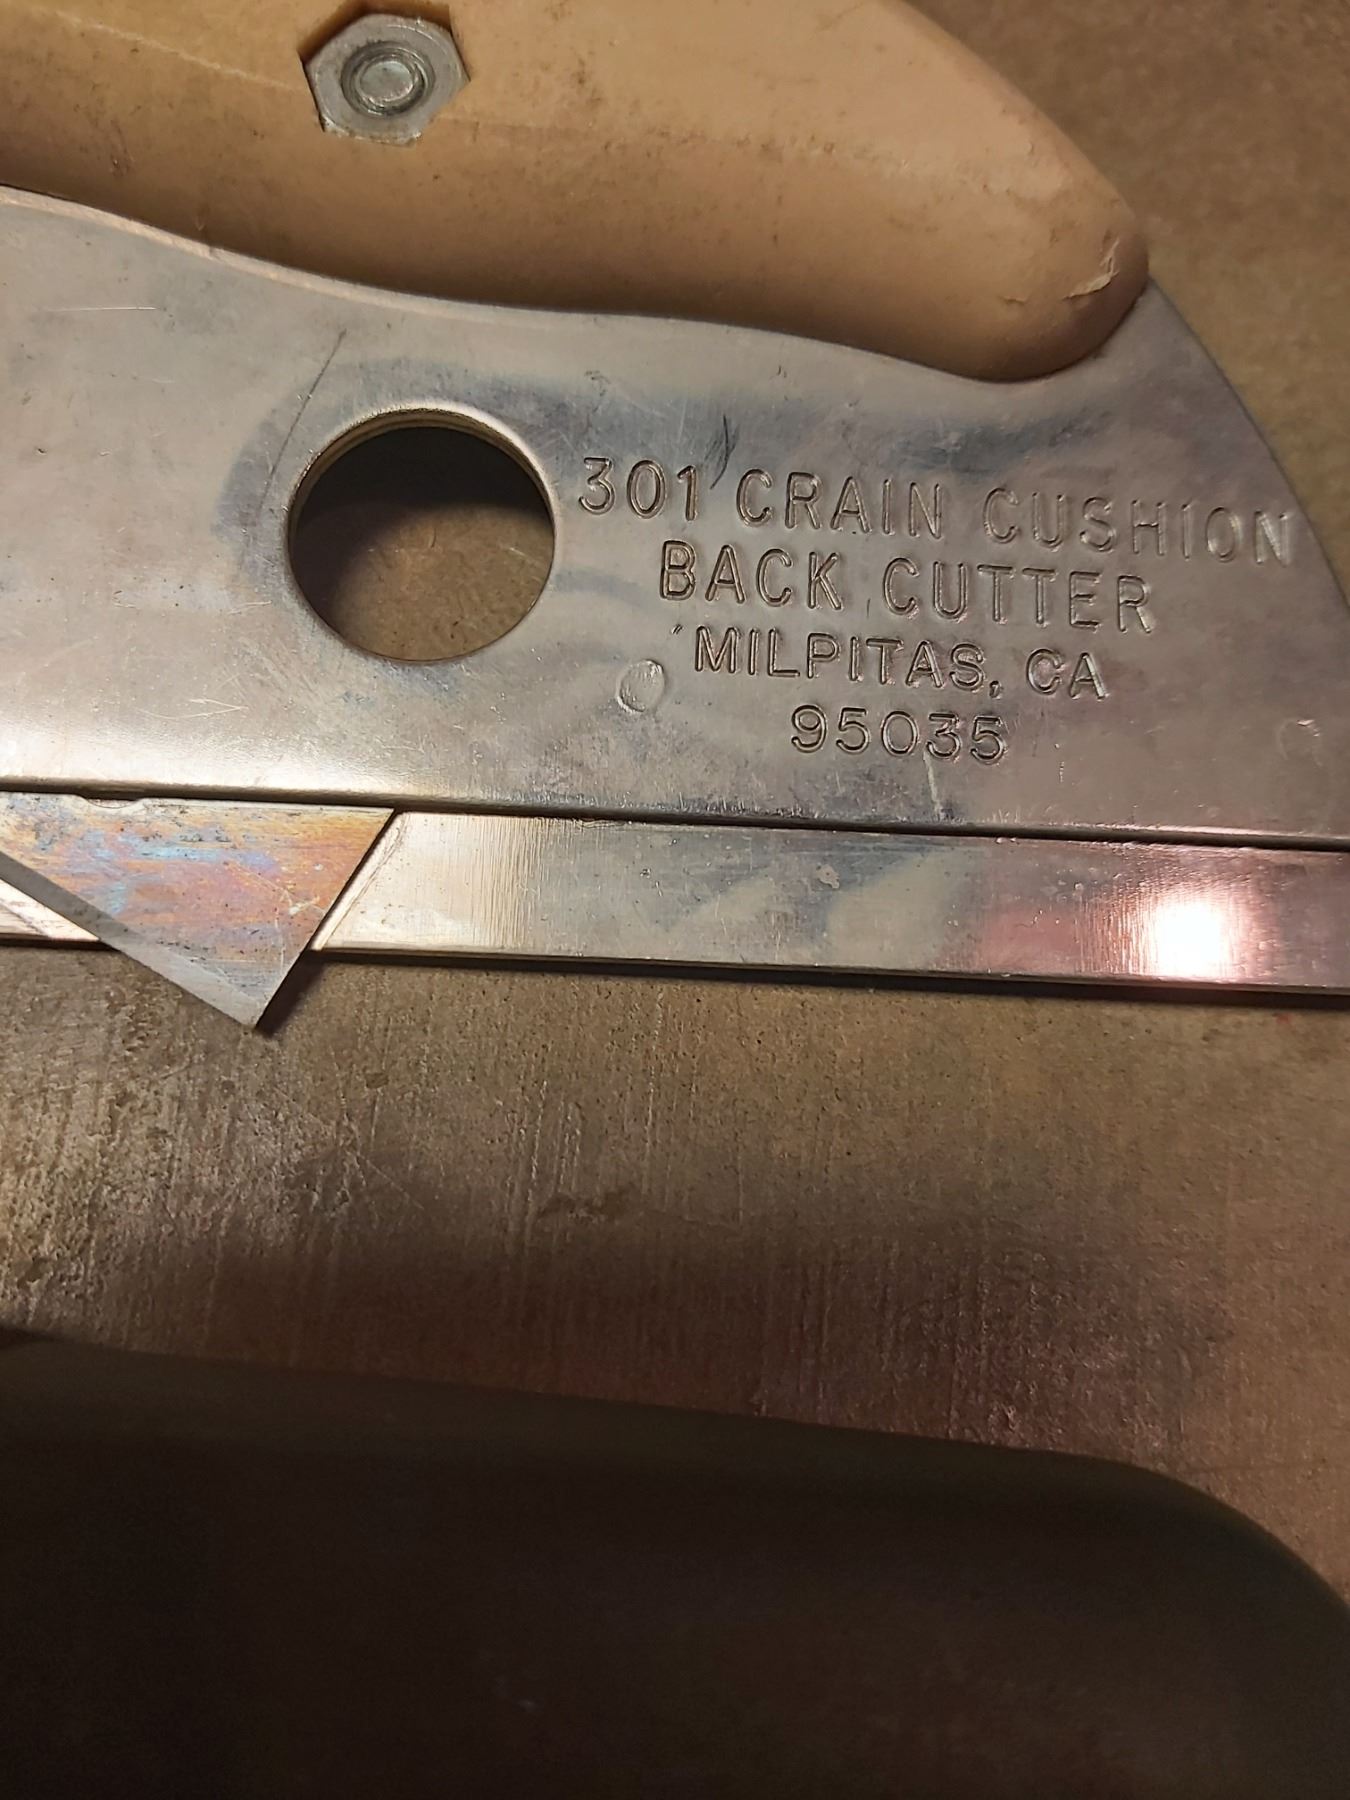 301 CRAIN CUSHION
BACK CUTTER
MILPITAS, CA
95035